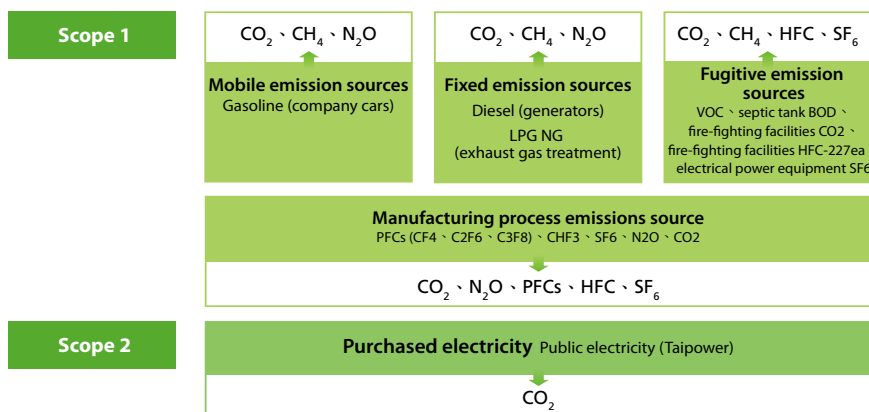 Scope 1
CO₂、CH₄、N₂O
Mobile emission sources
Gasoline (company cars)
CO₂、CH₄、N₂O
Fixed emission sources
Diesel (generators)
LPG NG
(exhaust gas treatment)
CO₂、CH₄、HFC、SF₆
Fugitive emission
sources
VOC、septic tank BOD、
fire-fighting facilities CO2、
fire-fighting facilities HFC-227ea
electrical power equipment SF6
Manufacturing process emissions source
PFCs (CF4、C2F6、C3F8)、CHF3、SF6、N2O、CO2
CO₂、N₂O、PFCs、HFC、SF₆
Scope 2
Purchased electricity Public electricity (Taipower)
CO₂